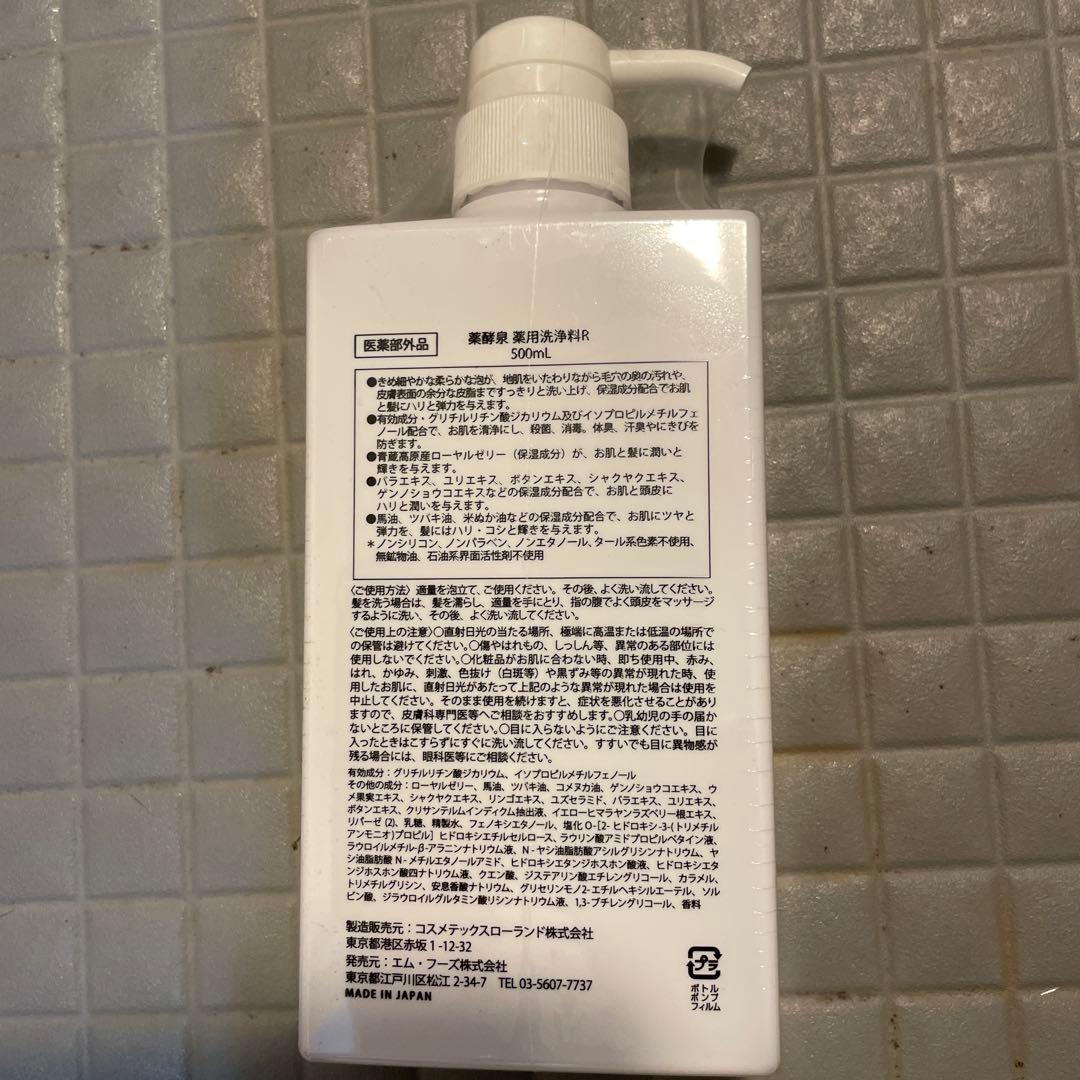 医薬部外品
薬酵泉 薬用洗浄料R
500mL
●きめ細やかな柔らかな泡が、地肌をいたわりながら毛穴の奥の汚れや、
皮膚表面の余分な皮脂まですっきりと洗い上げ、保湿成分配合でお肌
と髪にハリと弾力を与えます。
●有効成分・グリチルリチン酸ジカリウム及びイソプロピルメチルフェ
ノール配合で、お肌を清浄にし、殺菌、消毒。体臭、汗臭やにきびを
防ぎます。
●青蔵高原産ローヤルゼリー（保湿成分）が、お肌と髪に潤いと
輝きを与えます。
●バラエキス、ユリエキス、ボタンエキス、シャクヤクエキス、
ゲンノショウコエキスなどの保湿成分配合で、お肌と頭皮に
ハリと潤いを与えます。
●馬油、ツバキ油、米ぬか油などの保湿成分配合で、お肌にツヤと
弾力を、髪にはハリ・コシと輝きを与えます。
＊ノンシリコン、ノンパラベン、ノンエタノール、タール系色素不使用、
無鉱物油、石油系界面活性剤不使用
〈ご使用方法〉適量を泡立て、ご使用ください。その後、よく洗い流してください。
髪を洗う場合は、髪を濡らし、適量を手にとり、指の腹でよく頭皮をマッサージ
するように洗い、その後、よく洗い流してください。
〈ご使用上の注意〉〇直射日光の当たる場所、極端に高温または低温の場所で
の保管は避けてください。〇傷やはれもの、しっしん等、異常のある部位には
使用しないでください。〇化粧品がお肌に合わない時、即ち使用中、赤み、
はれ、かゆみ、刺激、色抜け（白斑等）や黒ずみ等の異常が現れた時、使
用したお肌に、直射日光があたって上記のような異常が現れた場合は使用を
中止してください。そのまま使用を続けますと、症状を悪化させることがあり
ますので、皮膚科専門医等へご相談をおすすめします。〇乳幼児の手の届か
ないところに保管してください。〇目に入らないようにご注意ください。目に
入ったときはこすらずにすぐに洗い流してください。すすいでも目に異物感が
残る場合には、眼科医等にご相談ください。
有効成分：グリチルリチン酸ジカリウム、イソプロピルメチルフェノール
その他の成分：ローヤルゼリー、馬油、ツバキ油、コメヌカ油、ゲンノショウコエキス、ウ
メ果実エキス、シャクヤクエキス、リンゴエキス、ユズセラミド、バラエキス、ユリエキス、
ボタンエキス、クリサンテルムインディクム抽出液、イエローヒマラヤンラズベリー根エキス、
リパーゼ (2)、乳糖、精製水、フェノキシエタノール、塩化 O-[2- ヒドロキシ-3-(トリメチル
アンモニオ)プロピル] ヒドロキシエチルセルロース、ラウリン酸アミドプロピルベタイン液、
ラウロイルメチル-β-アラニンナトリウム液、N - ヤシ油脂肪酸アシルグリシンナトリウム、ヤ
シ油脂肪酸 N - メチルエタノールアミド、ヒドロキシエタンジホスホン酸液、ヒドロキシエタ
ンジホスホン酸四ナトリウム液、クエン酸、ジステアリン酸エチレングリコール、カラメル、
トリメチルグリシン、安息香酸ナトリウム、グリセリンモノ2-エチルヘキシルエーテル、ソル
ビン酸、ジラウロイルグルタミン酸リシンナトリウム液、1,3-ブチレングリコール、香料
製造販売元：コスメテックスローランド株式会社
東京都港区赤坂 1 -12-32
発売元：エム・フーズ株式会社
東京都江戸川区松江 2-34-7 TEL 03-5607-7737
MADE IN JAPAN
プラ
ボトル
ポンプ
フィルム